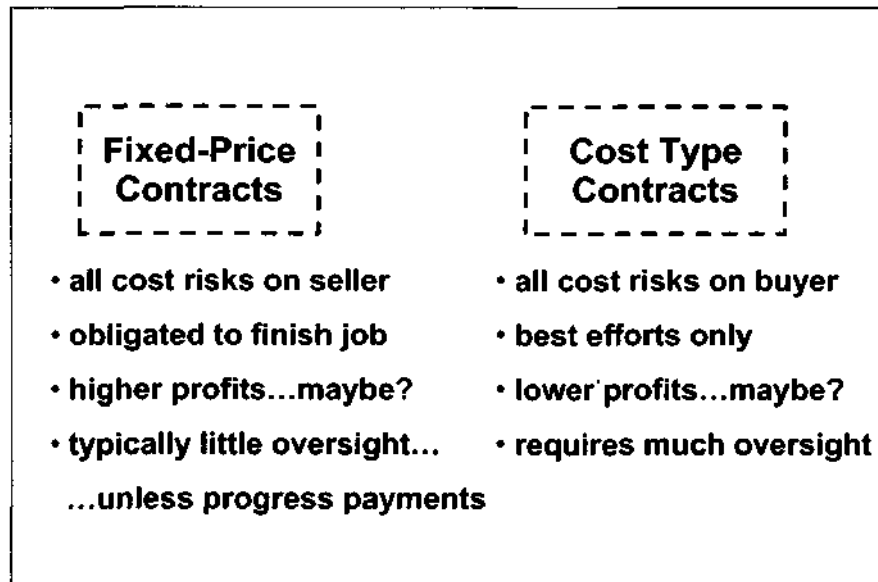 Fixed-Price
Contracts
• all cost risks on seller
• obligated to finish job
• higher profits...maybe?
• typically little oversight...
...unless progress payments
Cost Type
Contracts
• all cost risks on buyer
• best efforts only
• lower profits...maybe?
• requires much oversight